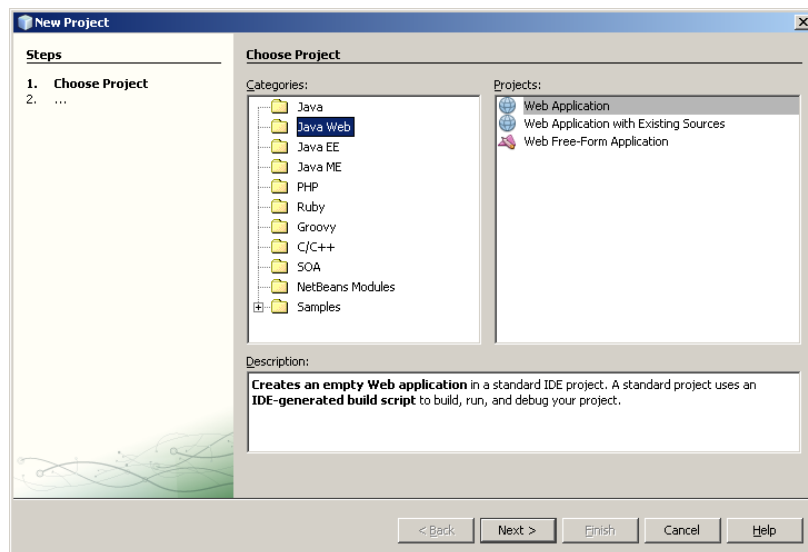 New Project
Steps
1. Choose Project
2. ...
Choose Project
Categories:
Java
Java Web
Java EE
Java ME
PHP
Ruby
Groovy
C/C++
SOA
NetBeans Modules
Samples
Projects:
Web Application
Web Application with Existing Sources
Web Free-Form Application
Description:
Creates an empty Web application in a standard IDE project. A standard project uses an
IDE-generated build script to build, run, and debug your project.
< Back
Next >
Finish
Cancel
Help